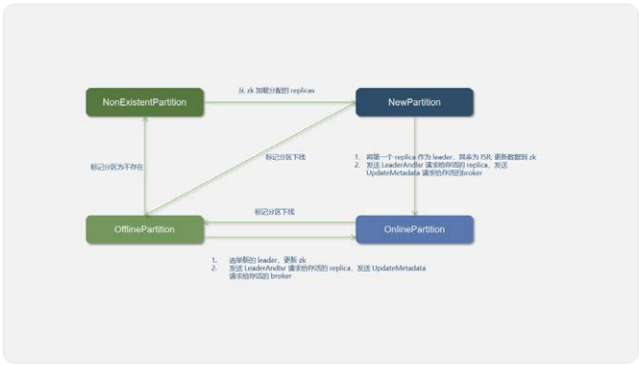 从 zk 加载分配的 replicas
NonExistentPartition
NewPartition
标记分区下线
1. 将第一个 replica 作为 leader，其余为 ISR; 更新数据到 zk
2. 发送 LeaderAndIsr 请求给存活的 replica，发送
UpdateMetadata 请求给存活的broker
标记分区为不存在
标记分区下线
OfflinePartition
OnlinePartition
1. 选举新的 leader，更新 zk
2. 发送 LeaderAndIsr 请求给存活的 replica，发送 UpdateMetadata
请求给存活的 broker